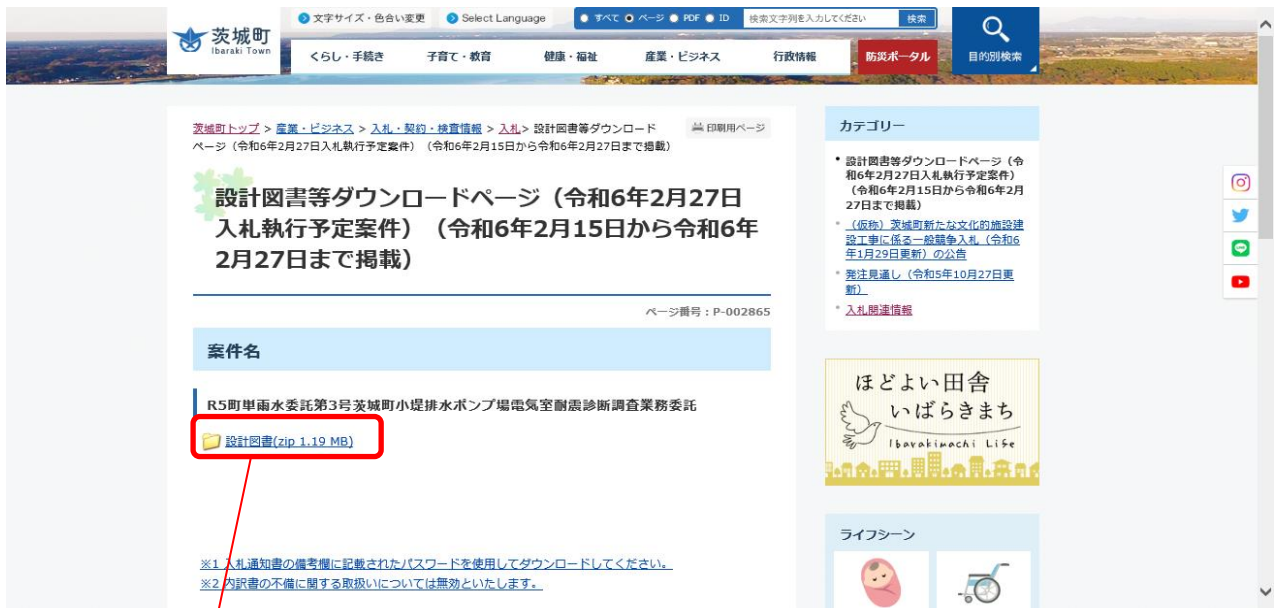 茨城町
Ibaraki Town
文字サイズ・色合い変更
Select Language
すべて ページ PDF ID
検索文字列を入力してください
検索
くらし・手続き
子育て・教育
健康・福祉
産業・ビジネス
行政情報
防災ポータル
目的別検索
茨城町トップ > 産業・ビジネス > 入札・契約・検査情報 > 入札> 設計図書等ダウンロード
ページ（令和6年2月27日入札執行予定案件）（令和6年2月15日から令和6年2月27日まで掲載）
印刷用ページ
設計図書等ダウンロードページ（令和6年2月27日
入札執行予定案件）（令和6年2月15日から令和6年
2月27日まで掲載）
ページ番号：P-002865
案件名
R5町単雨水委託第3号茨城町小堤排水ポンプ場電気室耐震診断調査業務委託
設計図書(zip 1.19 MB)
※1 入札通知書の備考欄に記載されたパスワードを使用してダウンロードしてください。
※2 内訳書の不備に関する取扱いについては無効といたします。
カテゴリー
設計図書等ダウンロードページ（令
和6年2月27日入札執行予定案件）
（令和6年2月15日から令和6年2月
27日まで掲載）
（仮称）茨城町新たな文化的施設建
設工事に係る一般競争入札（令和6
年1月29日更新）の公告
発注見通し（令和5年10月27日更
新）
入札関連情報
ほどよい田舎
いばらきまち
Ibarakimachi Life
ライフシーン